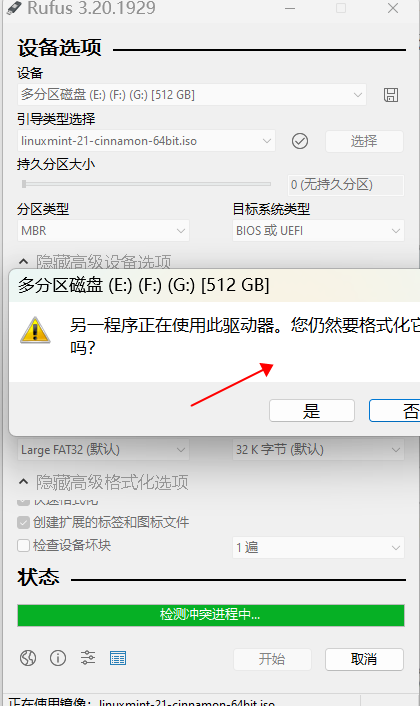 Rufus 3.20.1929
设备选项
设备
多分区磁盘 (E:) (F:) (G:) [512 GB]
引导类型选择
linuxmint-21-cinnamon-64bit.iso
选择
持久分区大小
0 (无持久分区)
分区类型
目标系统类型
MBR
BIOS 或 UEFI
隐藏高级设备选项
多分区磁盘 (E:) (F:) (G:) [512 GB]
另一程序正在使用此驱动器。您仍然要格式化它
吗？
是
否
Large FAT32 (默认)
32 K 字节 (默认)
隐藏高级格式化选项
快速格式化
创建扩展的标签和图标文件
检查设备坏块
1 遍
状态
检测冲突进程中...
开始
取消
正在使用镜像：linuxmint-21-cinnamon-64bit.iso